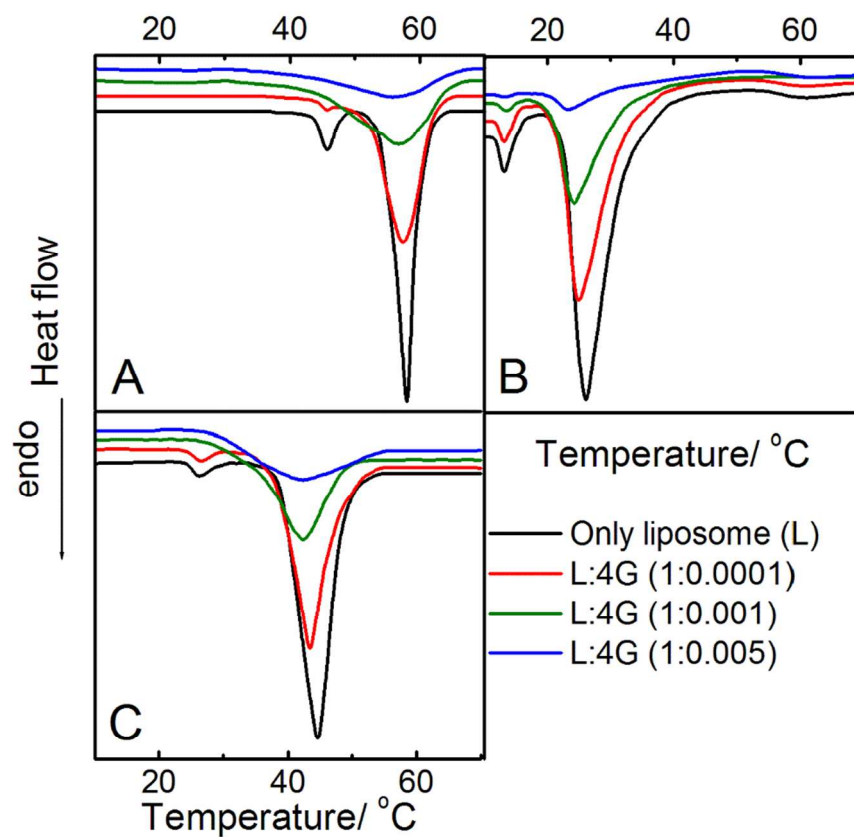 20 40 60 20 40 60
Heat flow
endo
A
B
C
Temperature/ °C
Only liposome (L)
L:4G (1:0.0001)
L:4G (1:0.001)
L:4G (1:0.005)
20 40 60
Temperature/ °C